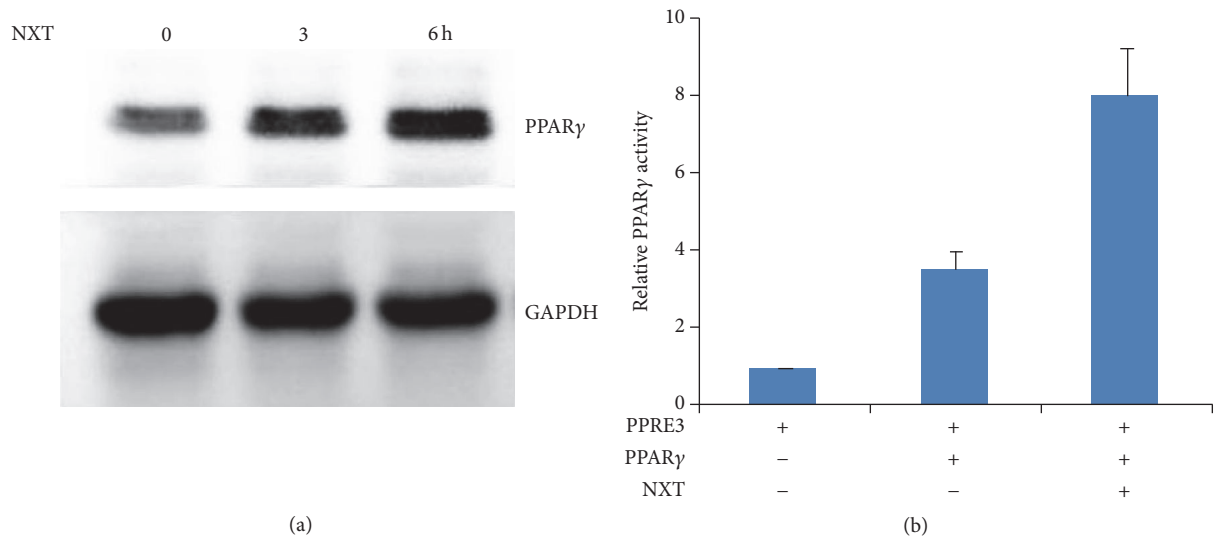 NXT 0 3 6 h
PPARγ
GAPDH
(a)
10
8
6
4
2
0
Relative PPARγ activity
PPRE3 + + +
PPARγ − + +
NXT − − +
(b)